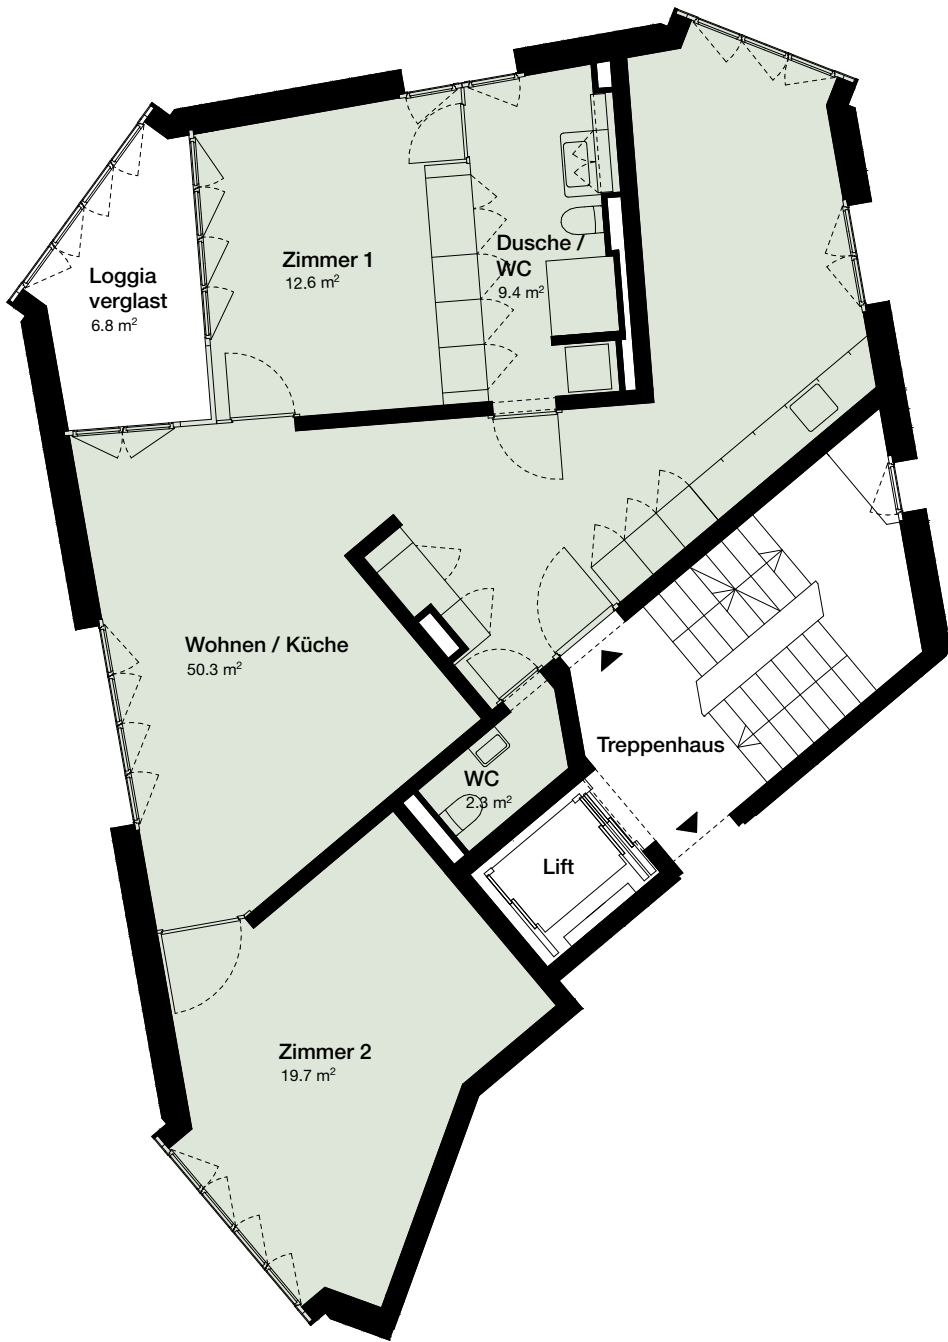 Zimmer 1
12.6 m²
Dusche /
WC
9.4 m²
Loggia
verglast
6.8 m²
Wohnen / Küche
50.3 m²
Treppenhaus
WC
2.3 m²
Lift
Zimmer 2
19.7 m²